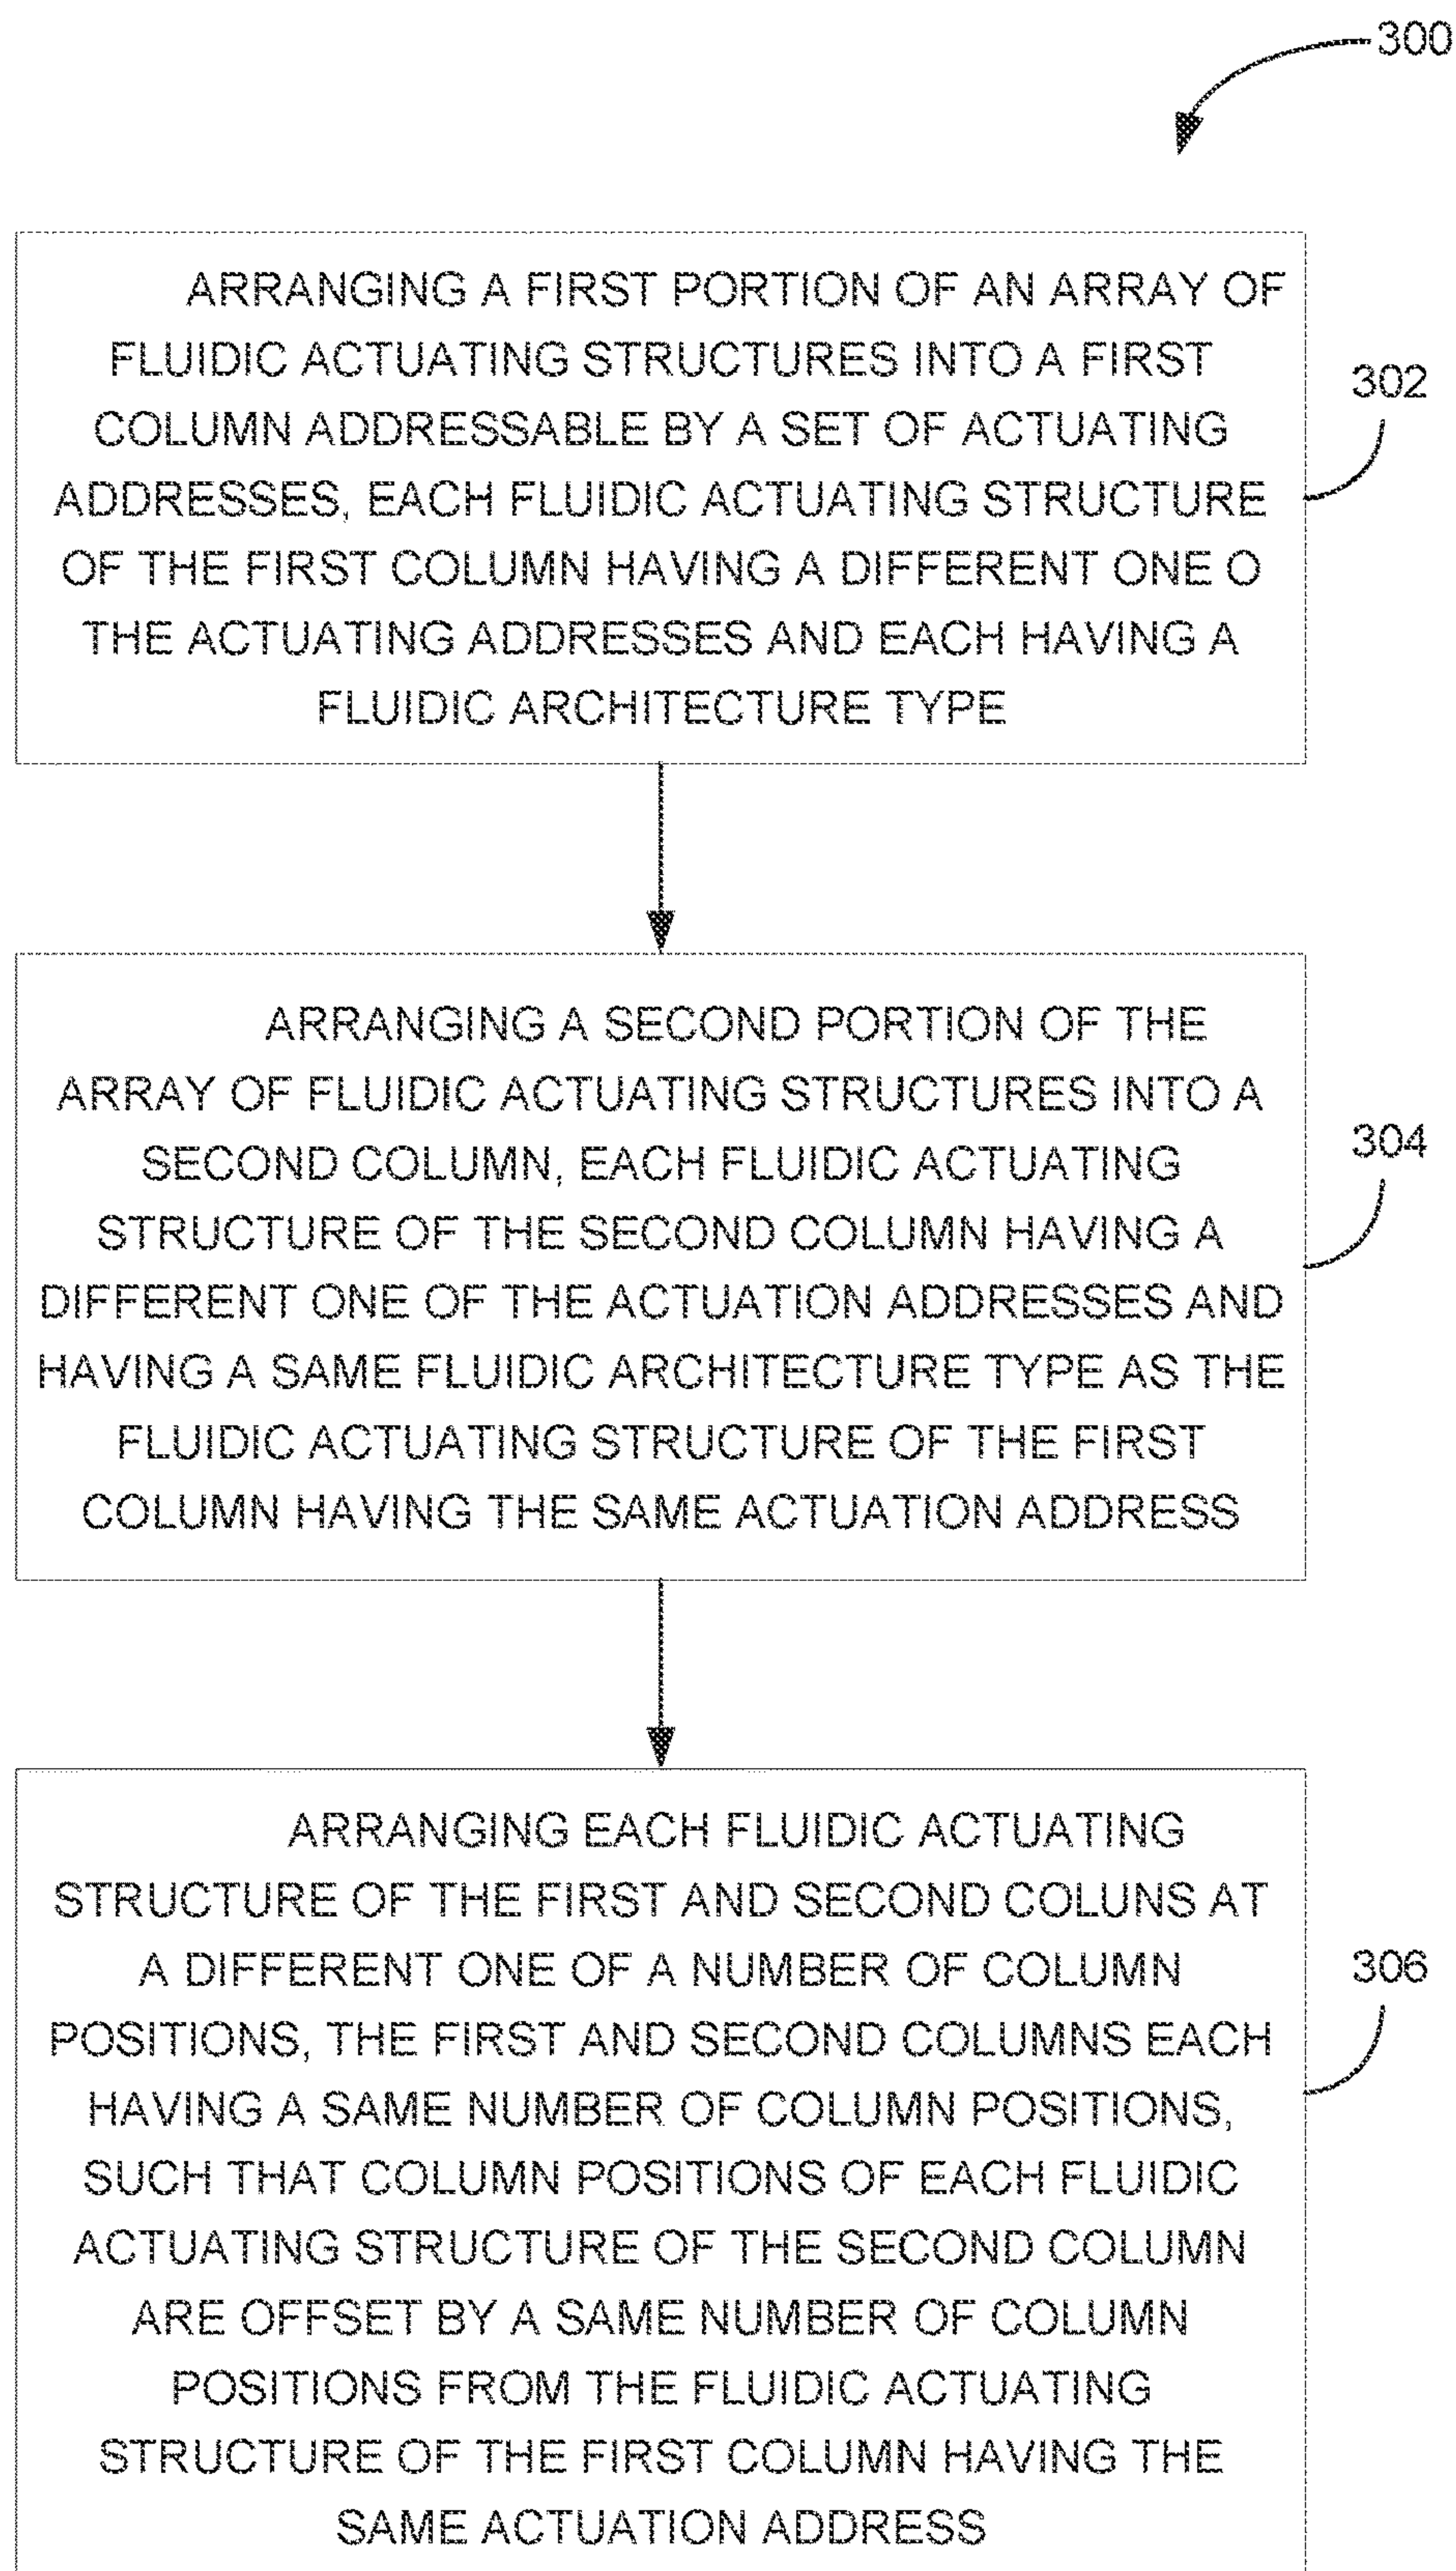 300
ARRANGING A FIRST PORTION OF AN ARRAY OF
FLUIDIC ACTUATING STRUCTURES INTO A FIRST
COLUMN ADDRESSABLE BY A SET OF ACTUATING
ADDRESSES, EACH FLUIDIC ACTUATING STRUCTURE
OF THE FIRST COLUMN HAVING A DIFFERENT ONE O
THE ACTUATING ADDRESSES AND EACH HAVING A
FLUIDIC ARCHITECTURE TYPE
302
ARRANGING A SECOND PORTION OF THE
ARRAY OF FLUIDIC ACTUATING STRUCTURES INTO A
SECOND COLUMN, EACH FLUIDIC ACTUATING
STRUCTURE OF THE SECOND COLUMN HAVING A
DIFFERENT ONE OF THE ACTUATION ADDRESSES AND
HAVING A SAME FLUIDIC ARCHITECTURE TYPE AS THE
FLUIDIC ACTUATING STRUCTURE OF THE FIRST
COLUMN HAVING THE SAME ACTUATION ADDRESS
304
ARRANGING EACH FLUIDIC ACTUATING
STRUCTURE OF THE FIRST AND SECOND COLUNS AT
A DIFFERENT ONE OF A NUMBER OF COLUMN
POSITIONS, THE FIRST AND SECOND COLUMNS EACH
HAVING A SAME NUMBER OF COLUMN POSITIONS,
SUCH THAT COLUMN POSITIONS OF EACH FLUIDIC
ACTUATING STRUCTURE OF THE SECOND COLUMN
ARE OFFSET BY A SAME NUMBER OF COLUMN
POSITIONS FROM THE FLUIDIC ACTUATING
STRUCTURE OF THE FIRST COLUMN HAVING THE
SAME ACTUATION ADDRESS
306